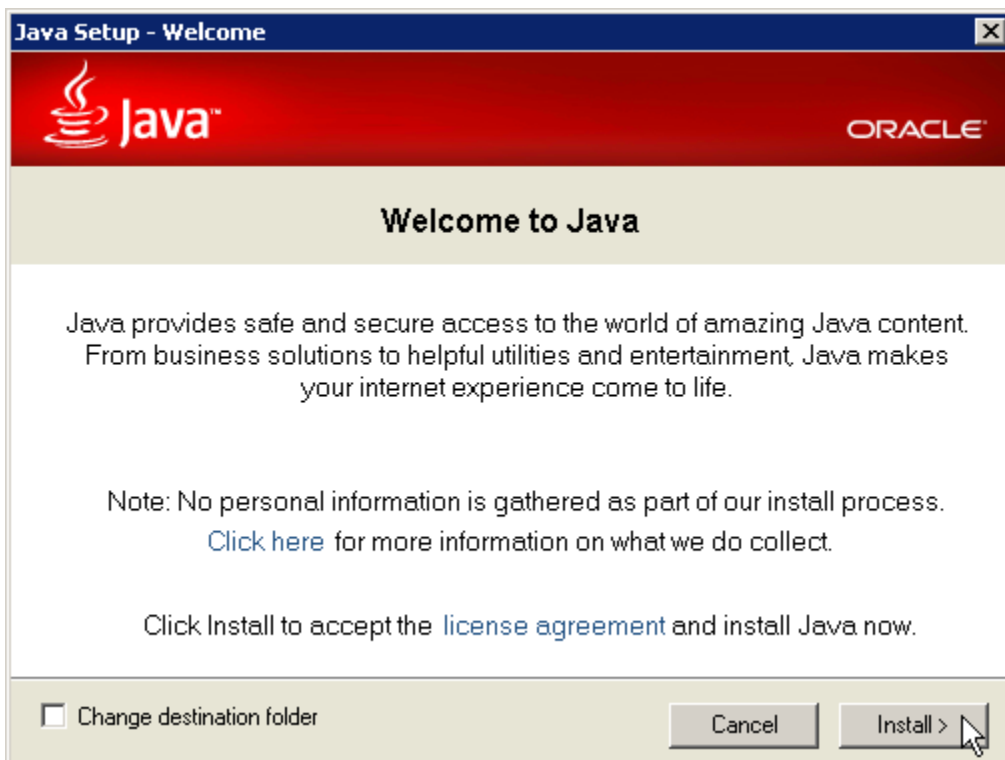 Java Setup - Welcome
Java™
ORACLE®
Welcome to Java
Java provides safe and secure access to the world of amazing Java content.
From business solutions to helpful utilities and entertainment, Java makes
your internet experience come to life.
Note: No personal information is gathered as part of our install process.
Click here for more information on what we do collect.
Click Install to accept the license agreement and install Java now.
Change destination folder
Cancel
Install >